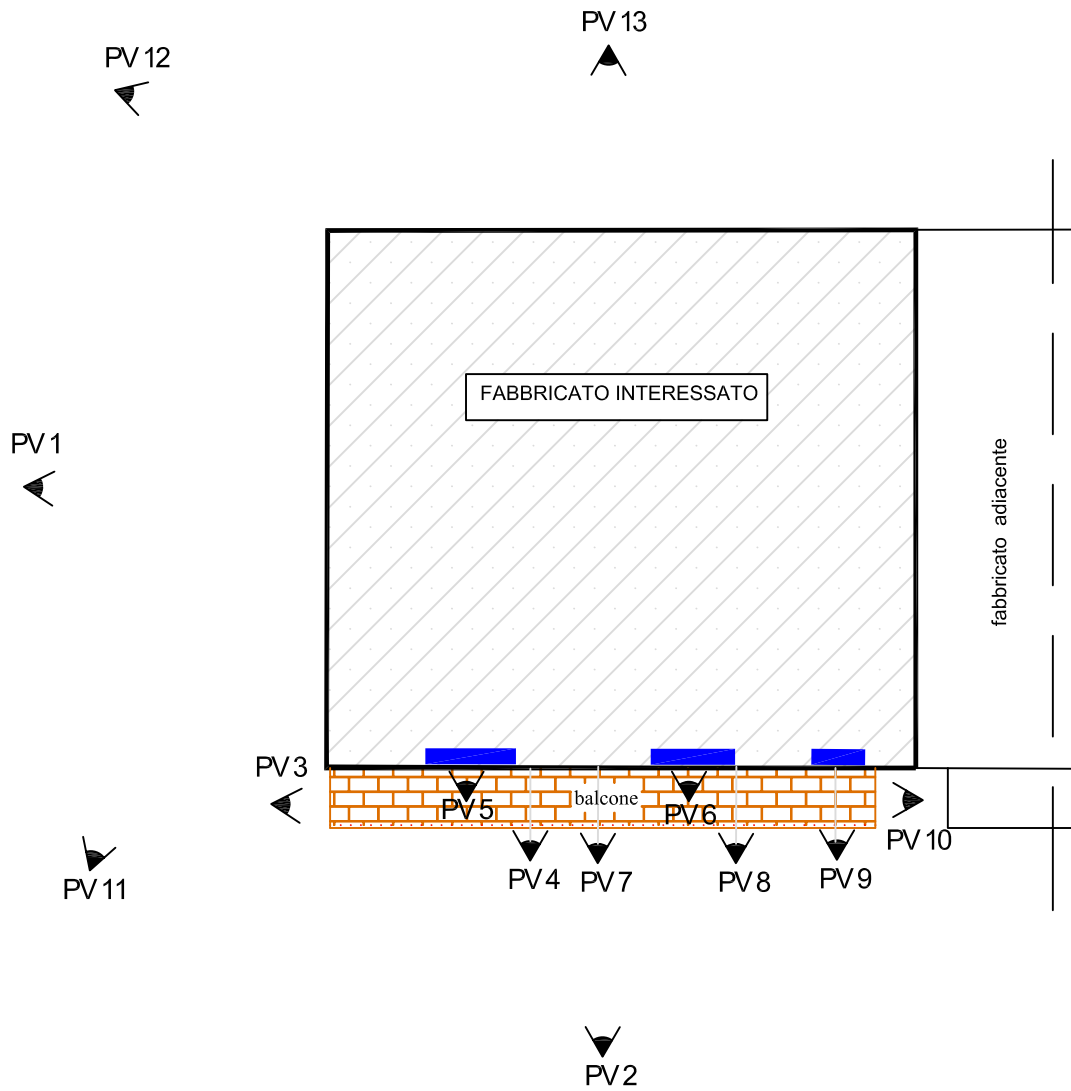 PV 13
PV 12
FABBRICATO INTERESSATO
PV 1
fabbricato adiacente
PV 3
balcone
PV 5
PV 6
PV 10
PV 4
PV 7
PV 8
PV 9
PV 11
PV 2